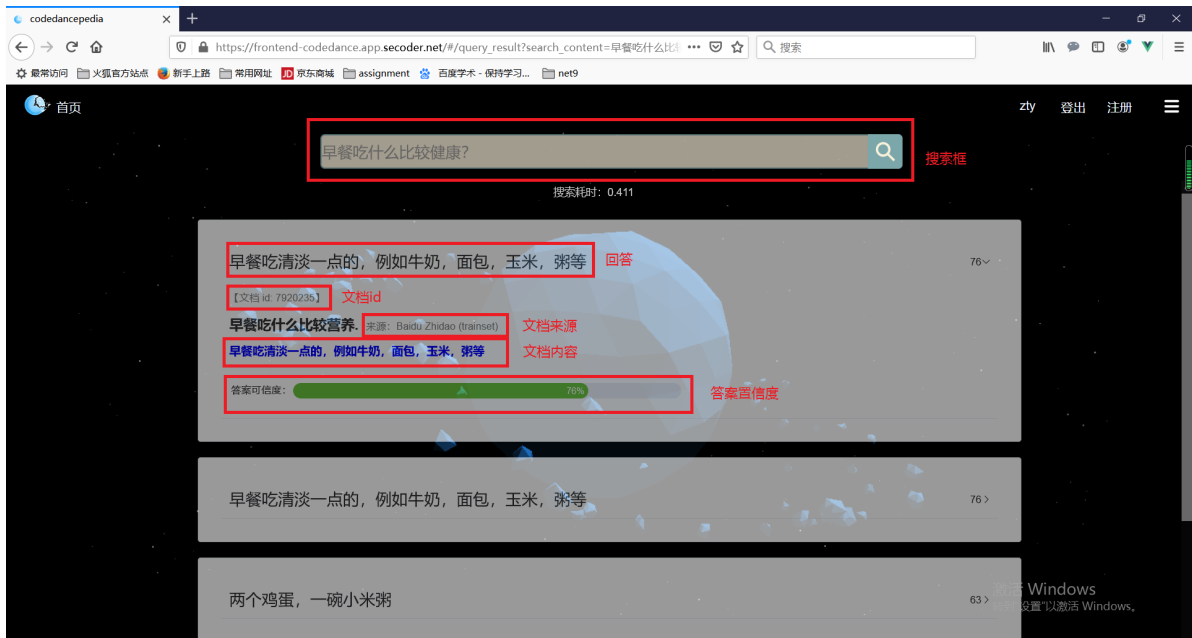 codedancepedia
https://frontend-codedance.app.secoder.net/#/query_result?search_content=早餐吃什么比
搜索
最常访问 火狐官方站点 新手上路 常用网址 JD 京东商城 assignment 百度学术 - 保持学习... net9
首页
zty 登出 注册
早餐吃什么比较健康?
搜索框
搜索耗时：0.411
早餐吃清淡一点的，例如牛奶，面包，玉米，粥等 回答 76
【文档 id: 7920235】 文档id
早餐吃什么比较营养. 来源：Baidu Zhidao (trainset) 文档来源
早餐吃清淡一点的，例如牛奶，面包，玉米，粥等 文档内容
答案可信度： 76% 答案置信度
早餐吃清淡一点的，例如牛奶，面包，玉米，粥等 76
两个鸡蛋，一碗小米粥 63
Windows
设置"以激活 Windows。